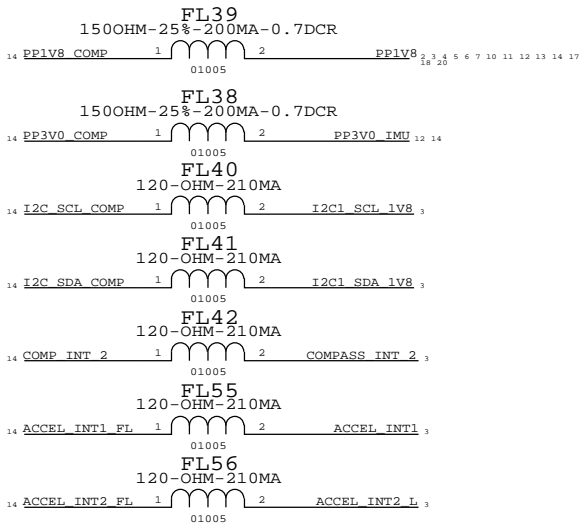 FL39
150OHM-25%-200MA-0.7DCR
14 PP1V8_COMP 1 2 PP1V8 2 3 4 5 6 7 10 11 12 13 14 17
18 20
01005
FL38
150OHM-25%-200MA-0.7DCR
14 PP3V0_COMP 1 2 PP3V0_IMU 12 14
01005
FL40
120-OHM-210MA
14 I2C_SCL_COMP 1 2 I2C1_SCL_1V8 3
01005
FL41
120-OHM-210MA
14 I2C_SDA_COMP 1 2 I2C1_SDA_1V8 3
01005
FL42
120-OHM-210MA
14 COMP_INT_2 1 2 COMPASS_INT_2 3
01005
FL55
120-OHM-210MA
14 ACCEL_INT1_FL 1 2 ACCEL_INT1 3
01005
FL56
120-OHM-210MA
14 ACCEL_INT2_FL 1 2 ACCEL_INT2_L 3
01005